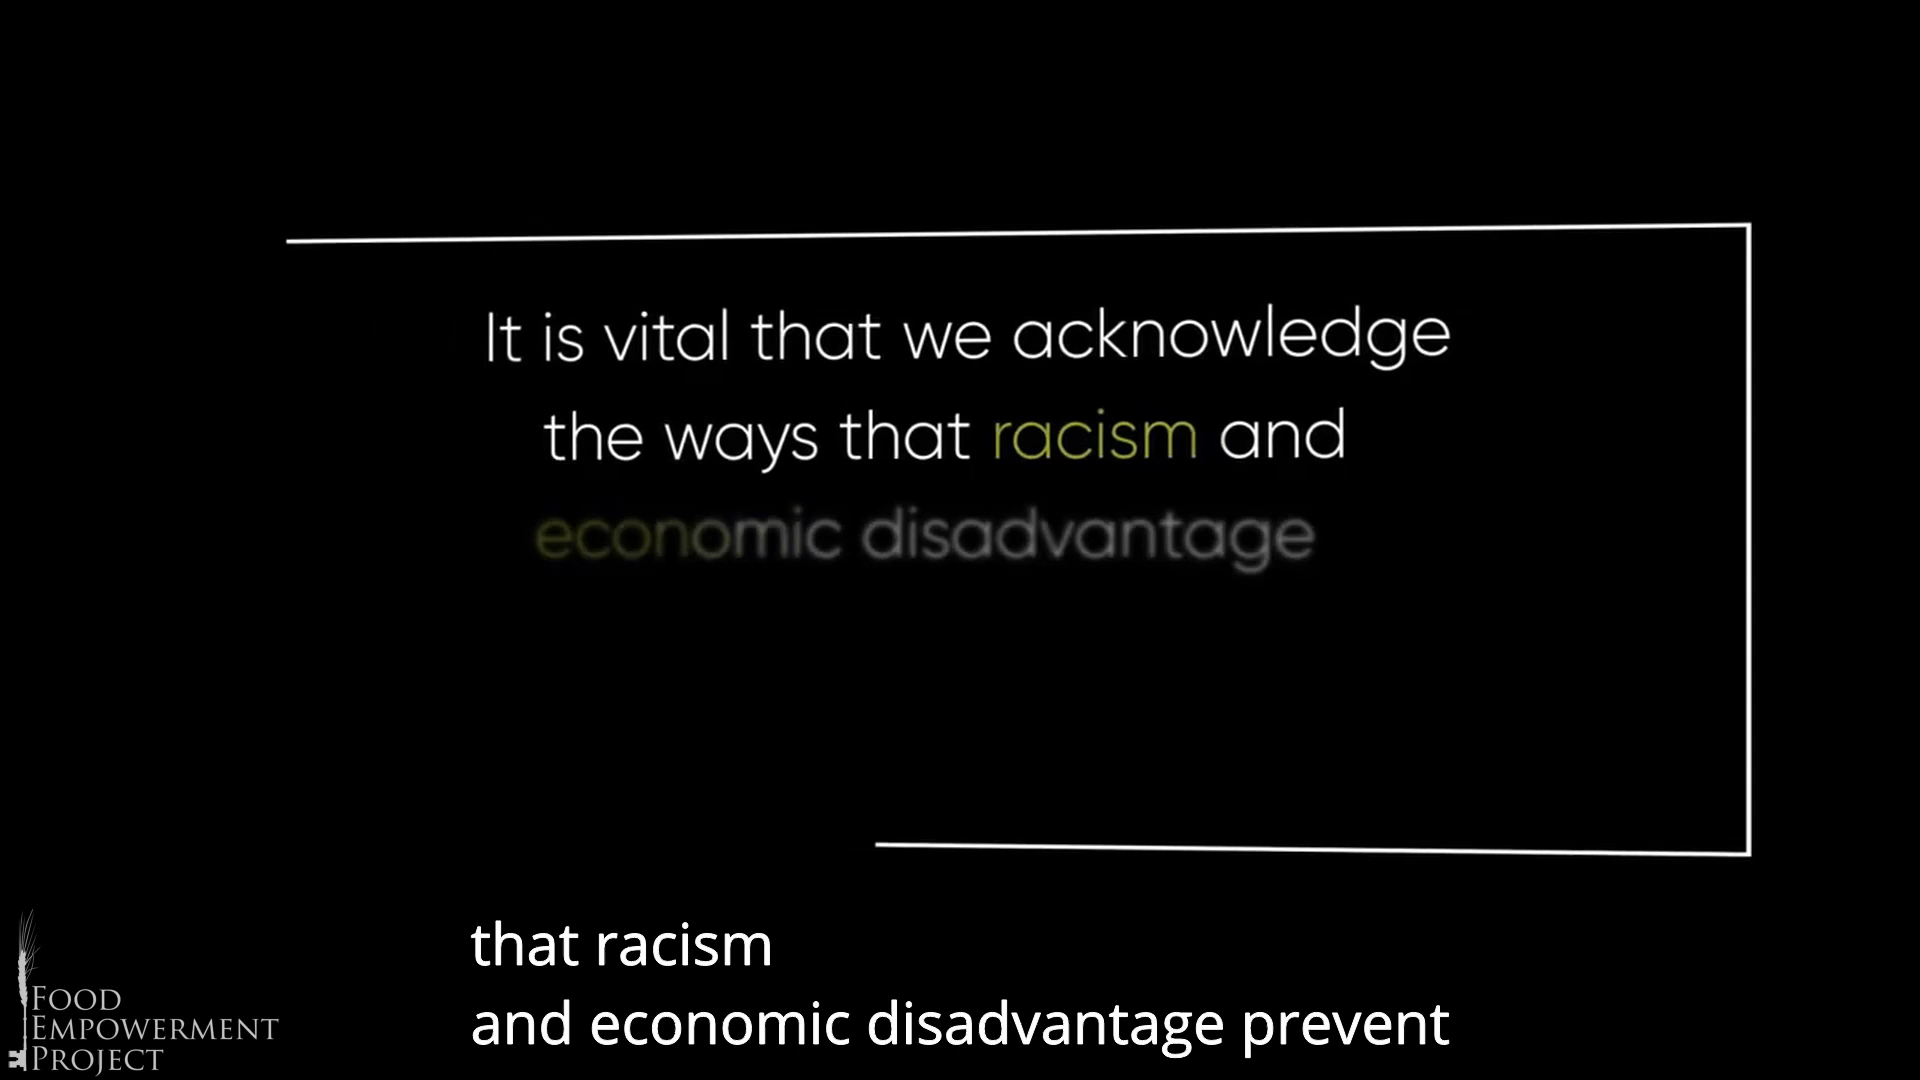 It is vital that we acknowledge
the ways that racism and
economic disadvantage
that racism
and economic disadvantage prevent
FOOD
EMPOWERMENT
PROJECT